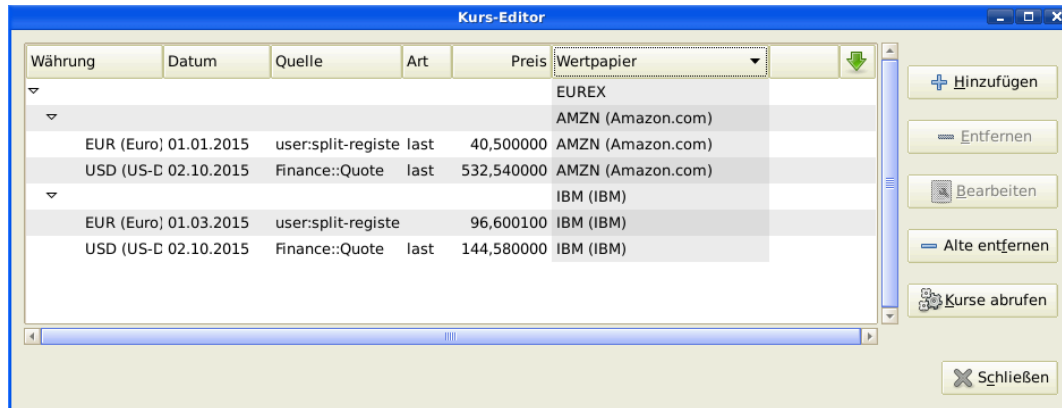 Kurs-Editor
Währung Datum Quelle Art Preis Wertpapier
EUREX
AMZN (Amazon.com)
EUR (Euro) 01.01.2015 user:split-registe last 40,500000 AMZN (Amazon.com)
USD (US-D 02.10.2015 Finance::Quote last 532,540000 AMZN (Amazon.com)
IBM (IBM)
EUR (Euro) 01.03.2015 user:split-registe 96,600100 IBM (IBM)
USD (US-D 02.10.2015 Finance::Quote last 144,580000 IBM (IBM)
Hinzufügen
Entfernen
Bearbeiten
Alte entfernen
Kurse abrufen
Schließen